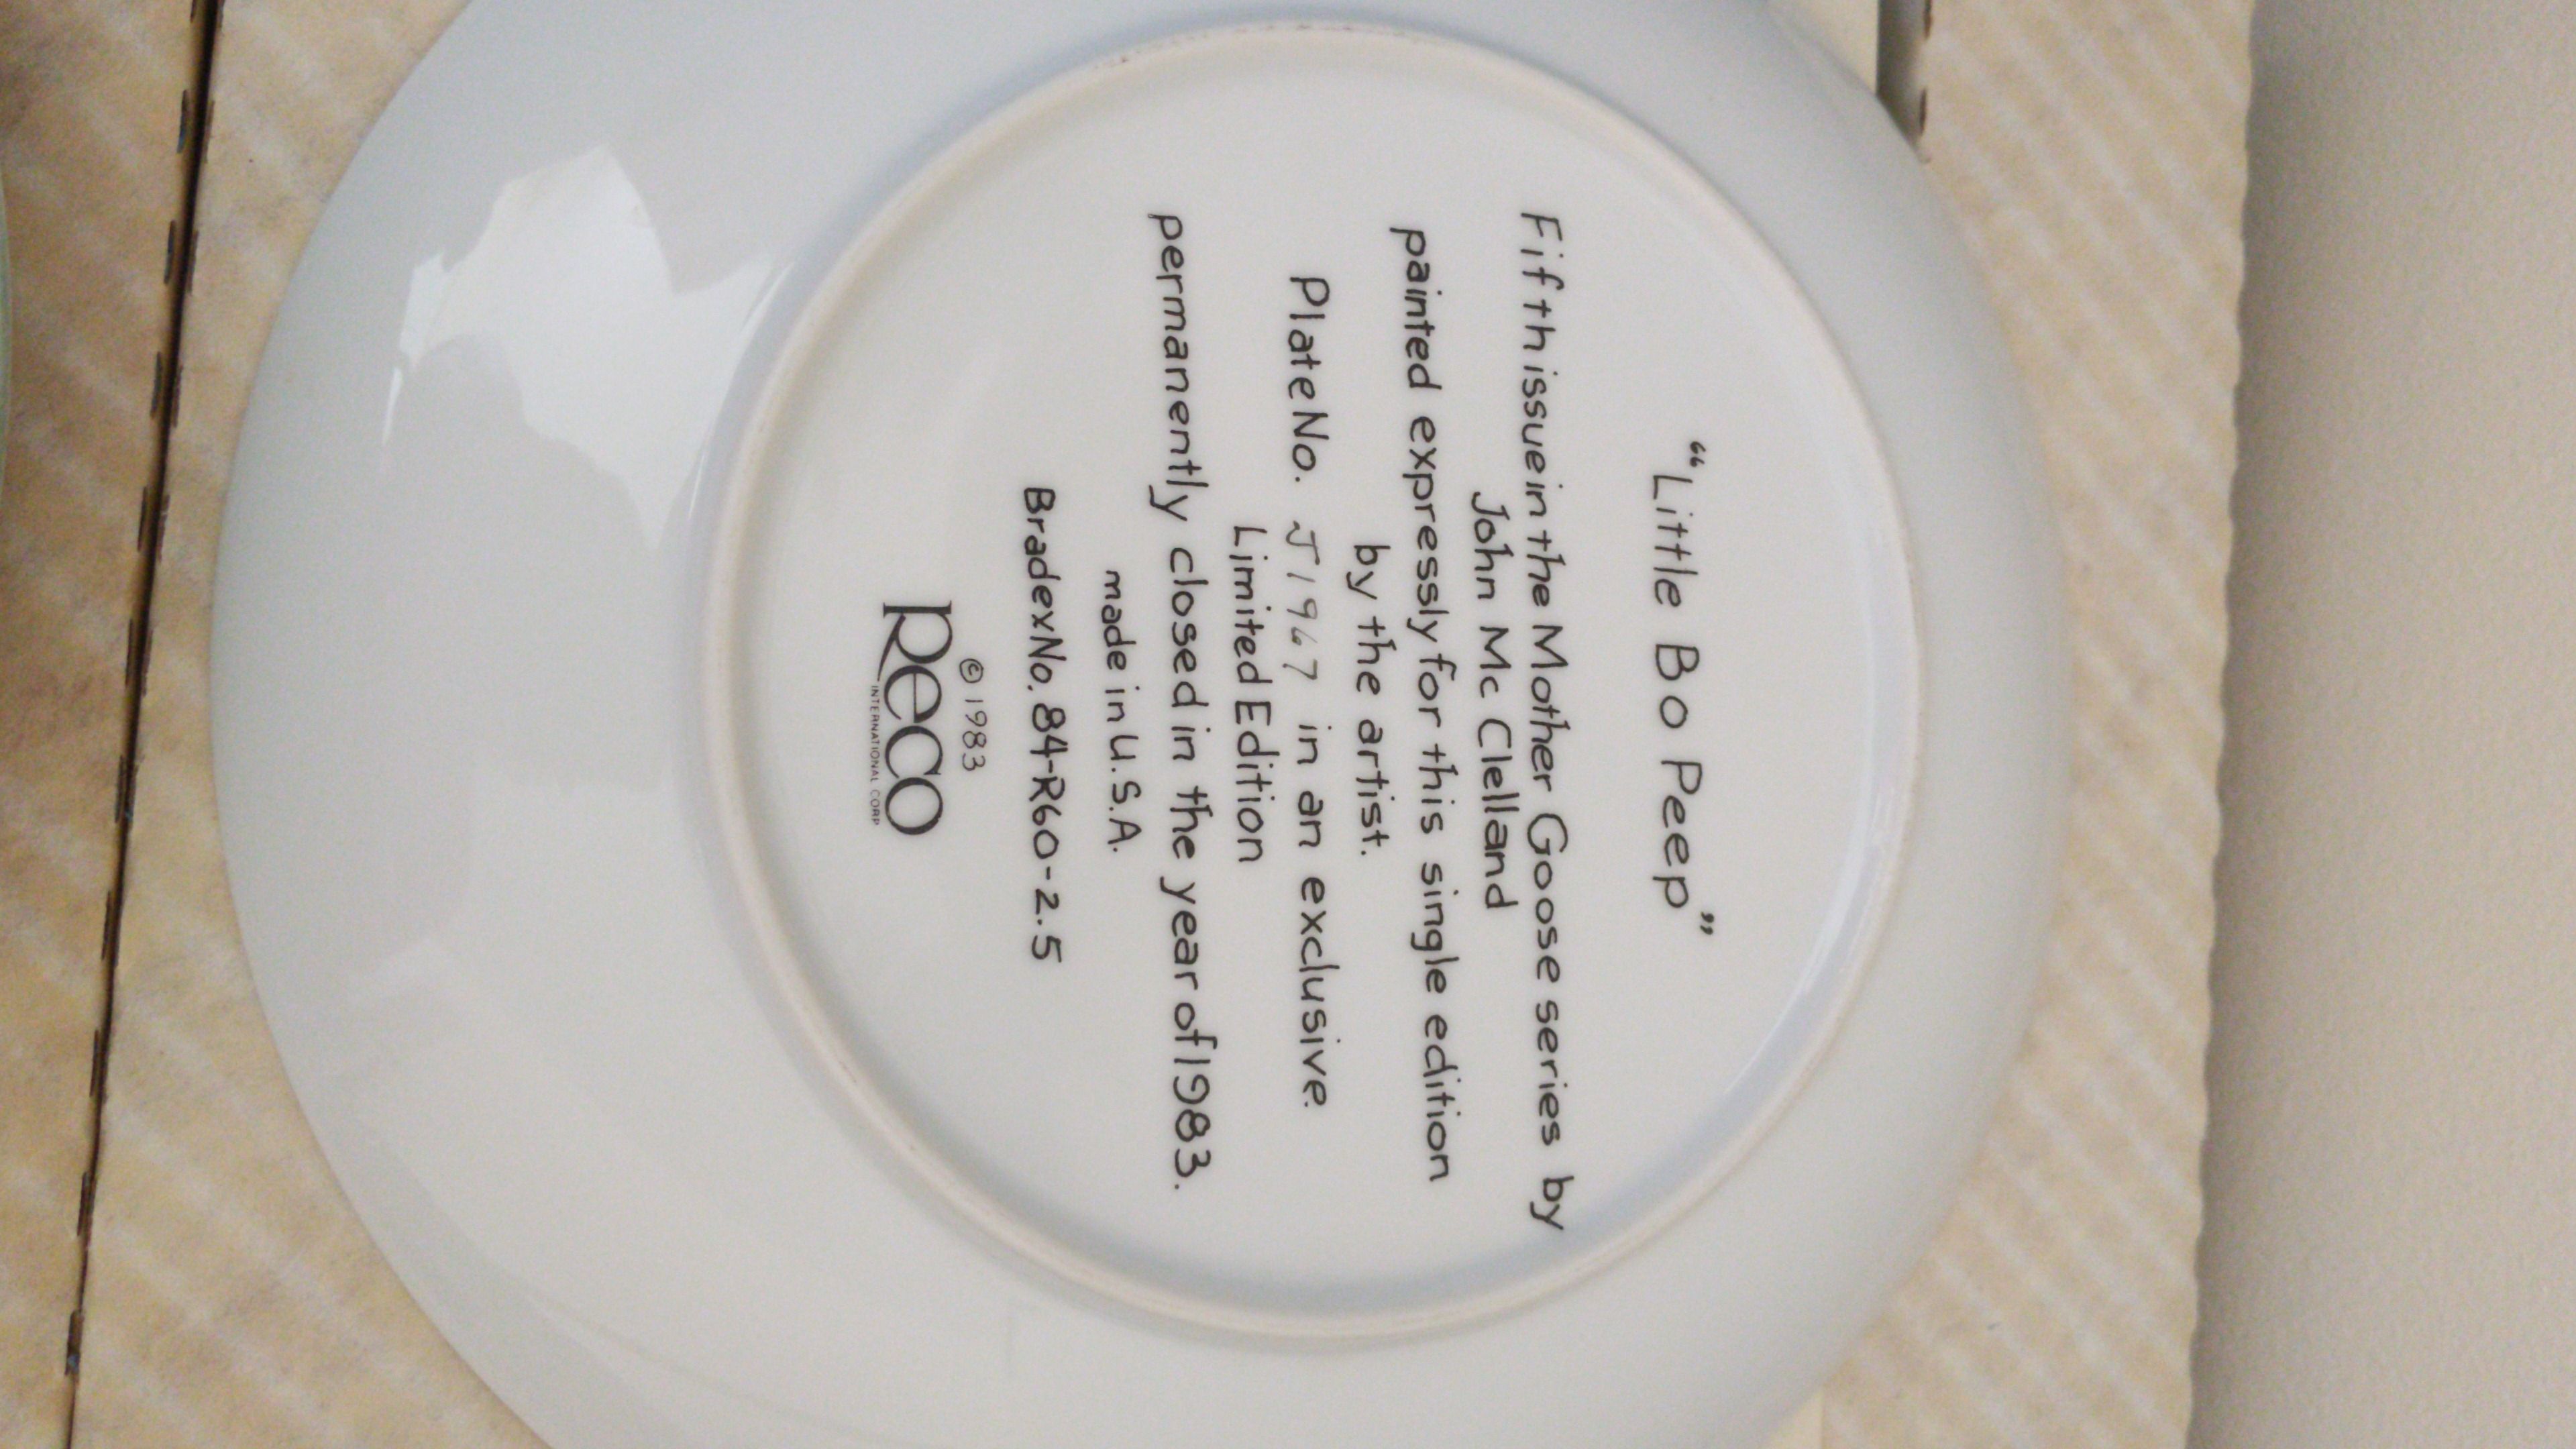 “Little Bo Peep”
Fifth issue in the Mother Goose series by
John Mc Clelland
painted expressly for this single edition
by the artist.
Plate No. J1967 in an exclusive
Limited Edition
permanently closed in the year of 1983.
made in U.S.A.
Bradex No. 84-R60-2.5
© 1983
Reco
INTERNATIONAL CORP